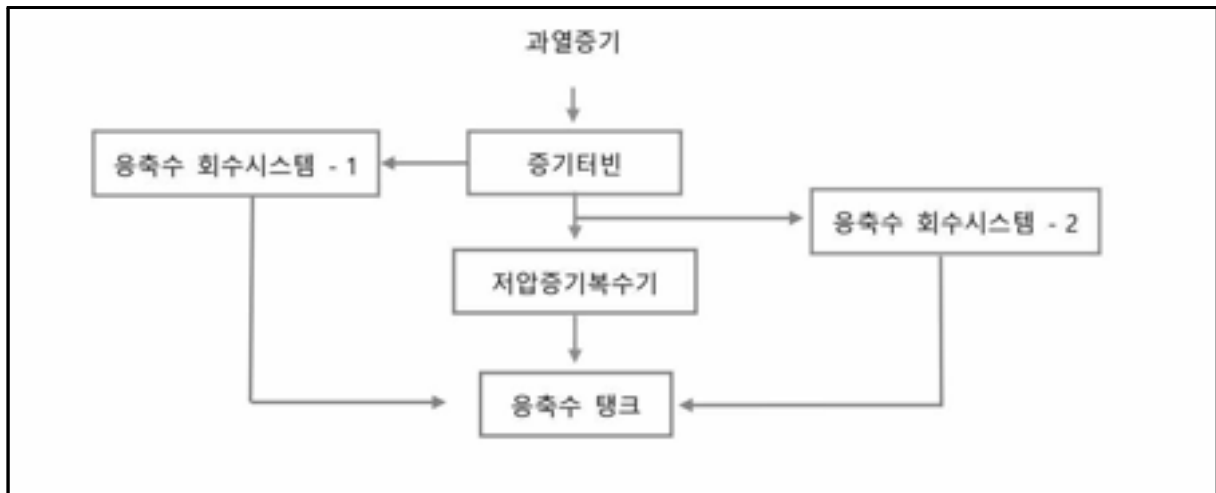 과열증기
응축수 회수시스템 - 1
증기터빈
응축수 회수시스템 - 2
저압증기복수기
응축수 탱크